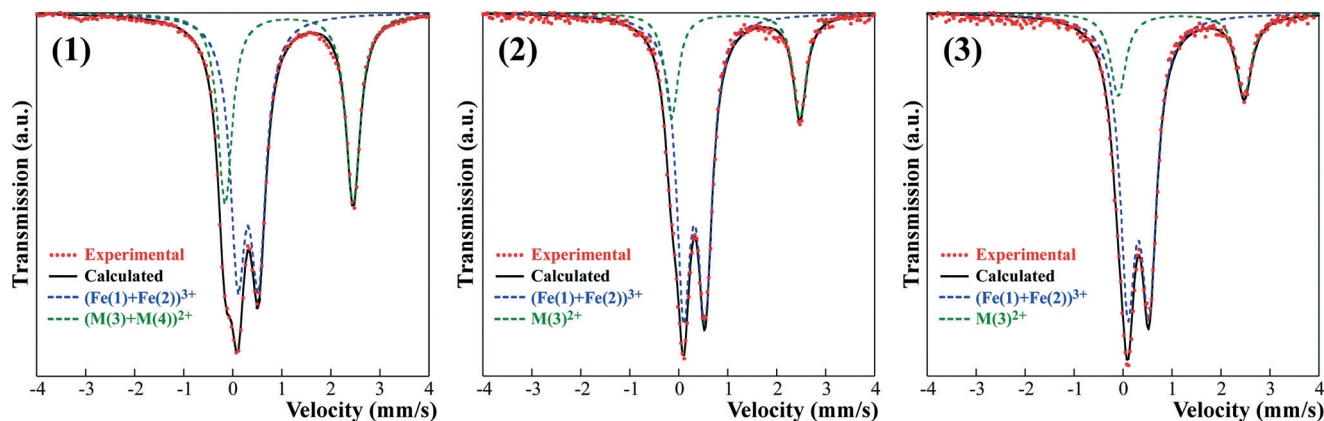 (1)
Transmission (a.u.)
Experimental
Calculated
(Fe(1)+Fe(2))³⁺
(M(3)+M(4))²⁺
-4 -3 -2 -1 0 1 2 3 4
Velocity (mm/s)
(2)
Transmission (a.u.)
Experimental
Calculated
(Fe(1)+Fe(2))³⁺
M(3)²⁺
-4 -3 -2 -1 0 1 2 3 4
Velocity (mm/s)
(3)
Transmission (a.u.)
Experimental
Calculated
(Fe(1)+Fe(2))³⁺
M(3)²⁺
-4 -3 -2 -1 0 1 2 3 4
Velocity (mm/s)